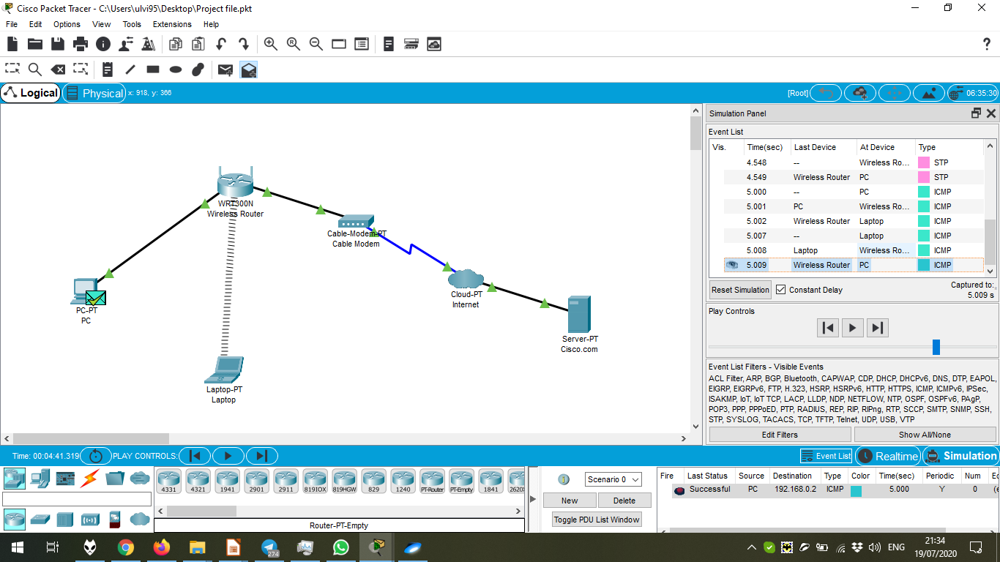 Cisco Packet Tracer - C:\Users\ulvi95\Desktop\Project file.pkt
File Edit Options View Tools Extensions Help
?
Logical Physical x: 918, y: 366 [Root] 06:35:30
Simulation Panel
Event List
Vis. Time(sec) Last Device At Device Type
4.548 -- Wireless Ro... STP
4.549 Wireless Router PC STP
5.000 -- PC ICMP
5.001 PC Wireless Ro... ICMP
5.002 Wireless Router Laptop ICMP
5.007 -- Laptop ICMP
5.008 Laptop Wireless Ro... ICMP
5.009 Wireless Router PC ICMP
Reset Simulation Constant Delay Captured to:
5.009 s
Play Controls
Event List Filters - Visible Events
ACL Filter, ARP, BGP, Bluetooth, CAPWAP, CDP, DHCP, DHCPv6, DNS, DTP, EAPOL,
EIGRP, EIGRPv6, FTP, H.323, HSRP, HSRPv6, HTTP, HTTPS, ICMP, ICMPv6, IPSec,
ISAKMP, IoT, IoT TCP, LACP, LLDP, NDP, NETFLOW, NTP, OSPF, OSPFv6, PAgP,
POP3, PPP, PPPoED, PTP, RADIUS, REP, RIP, RIPng, RTP, SCCP, SMTP, SNMP, SSH,
STP, SYSLOG, TACACS, TCP, TFTP, Telnet, UDP, USB, VTP
Edit Filters Show All/None
WRT300N
Wireless Router
Cable-Modem-PT
Cable Modem
Cloud-PT
Internet
PC-PT
PC
Server-PT
Cisco.com
Laptop-PT
Laptop
Time: 00:04:41.319 PLAY CONTROLS: Event List Realtime Simulation
4331 4321 1941 2901 2911 819IOX 819HGW 829 1240 PT-Router PT-Empty 1841 2620X
Router-PT-Empty
Scenario 0
New Delete
Toggle PDU List Window
Fire Last Status Source Destination Type Color Time(sec) Periodic Num Ec
Successful PC 192.168.0.2 ICMP 5.000 Y 0 (e
274
ENG
21:34
19/07/2020